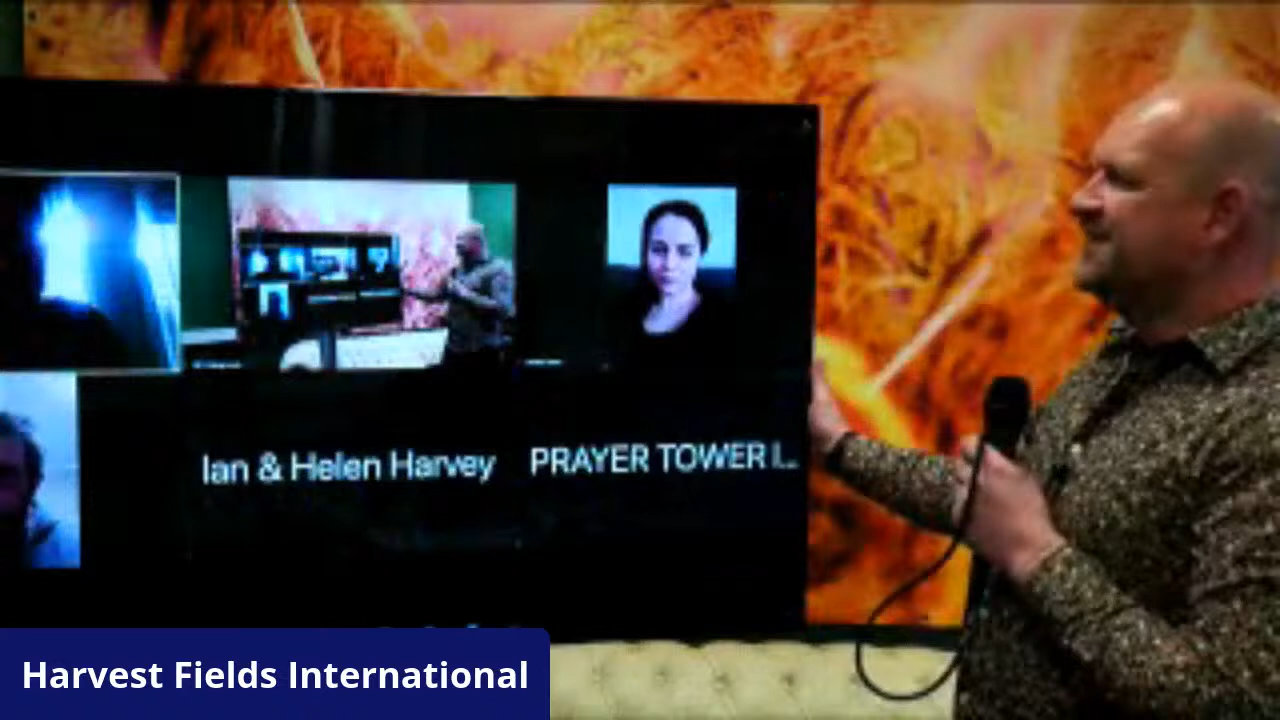 Ian & Helen Harvey
PRAYER TOWER I...
Harvest Fields International